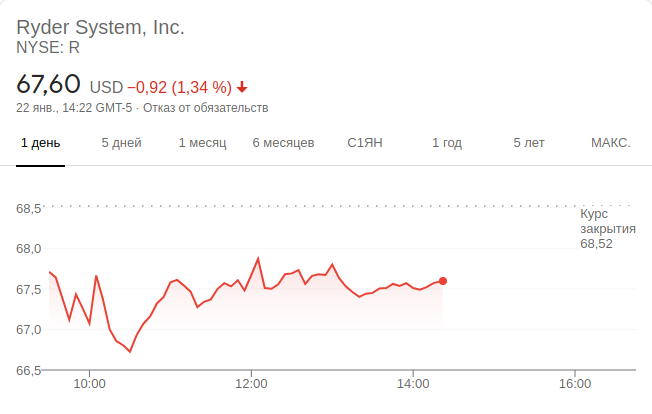 Ryder System, Inc.
NYSE: R
67,60 USD −0,92 (1,34 %)
22 янв., 14:22 GMT-5 · Отказ от обязательств
1 день 5 дней 1 месяц 6 месяцев С1ЯН 1 год 5 лет МАКС.
68,5
Курс
закрытия
68,52
68,0
67,5
67,0
66,5
10:00 12:00 14:00 16:00